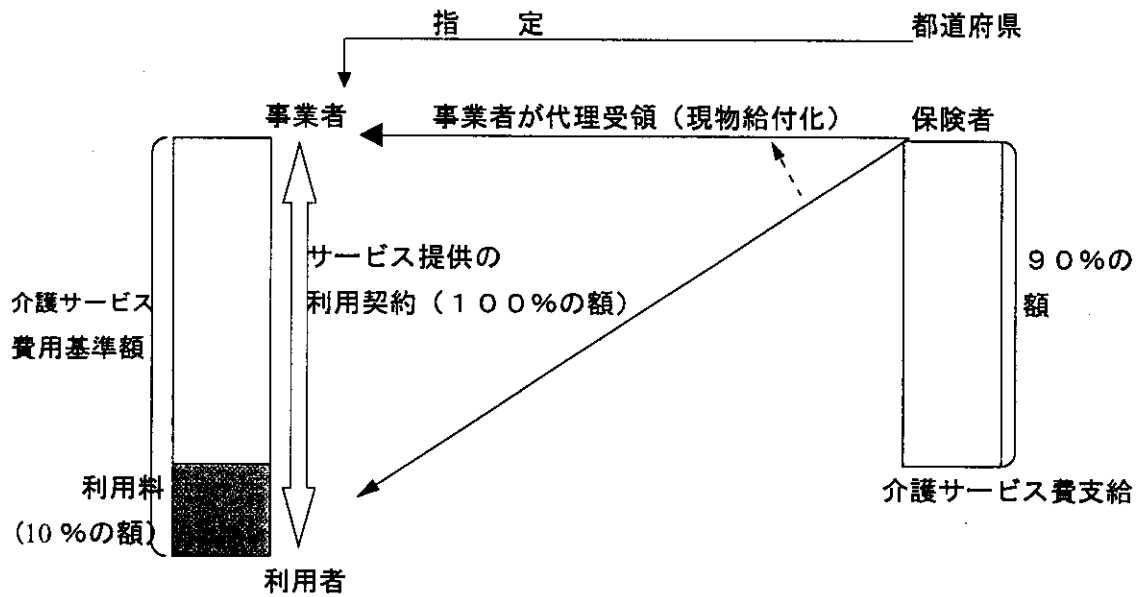 指　定　都道府県
事業者　事業者が代理受領（現物給付化）　保険者
サービス提供の
利用契約（１００％の額）
９０％の
額
介護サービス
費用基準額
利用料
(10％の額)
介護サービス費支給
利用者